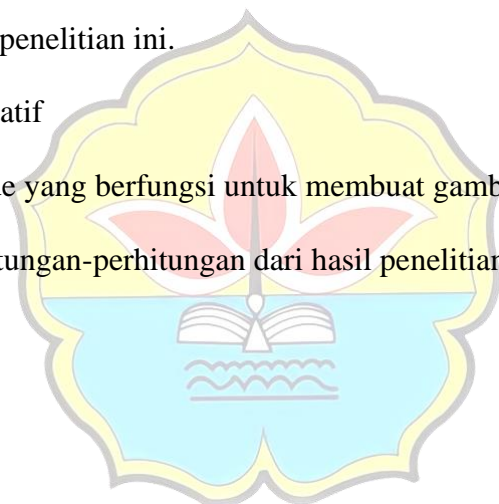 penelitian ini.
atif
e yang berfungsi untuk membuat gamb
tungan-perhitungan dari hasil penelitian